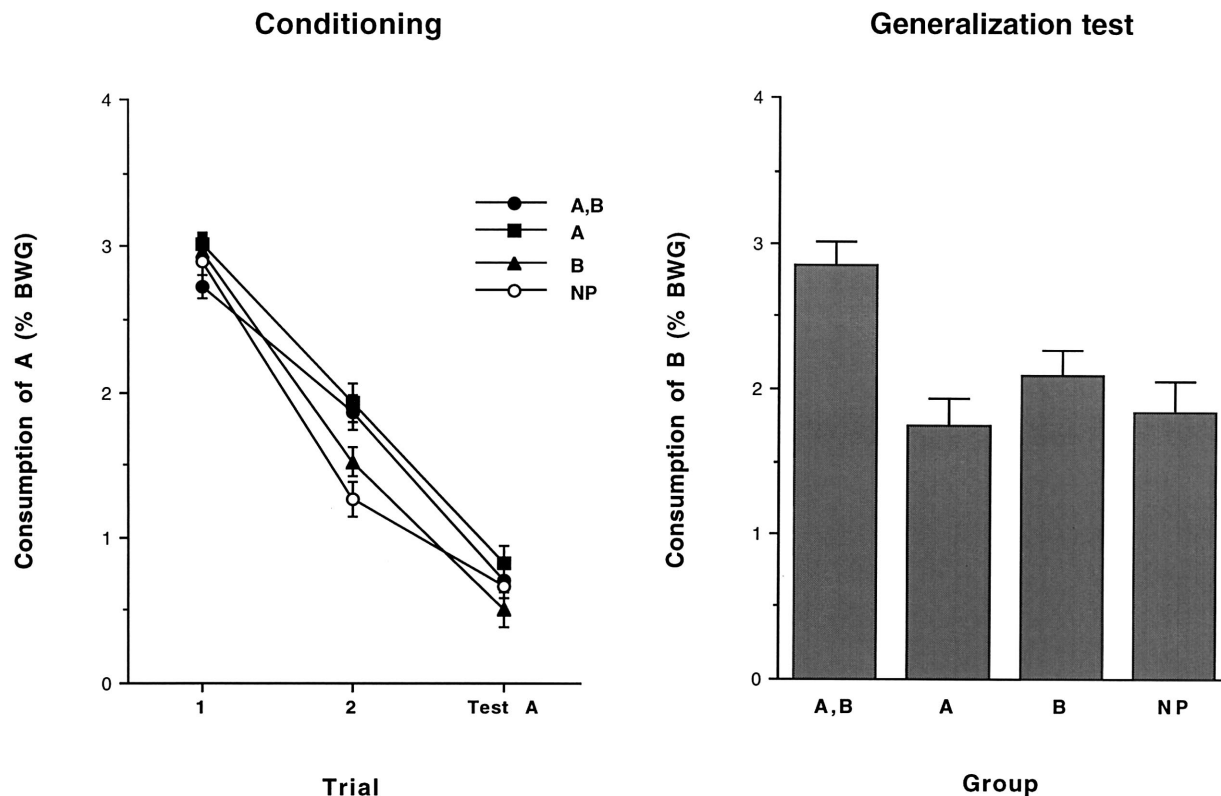 Conditioning
Consumption of A (% BWG)
4
3
2
1
0
A,B
A
B
NP
1 2 Test A
Trial
Generalization test
Consumption of B (% BWG)
4
3
2
1
0
A,B A B NP
Group